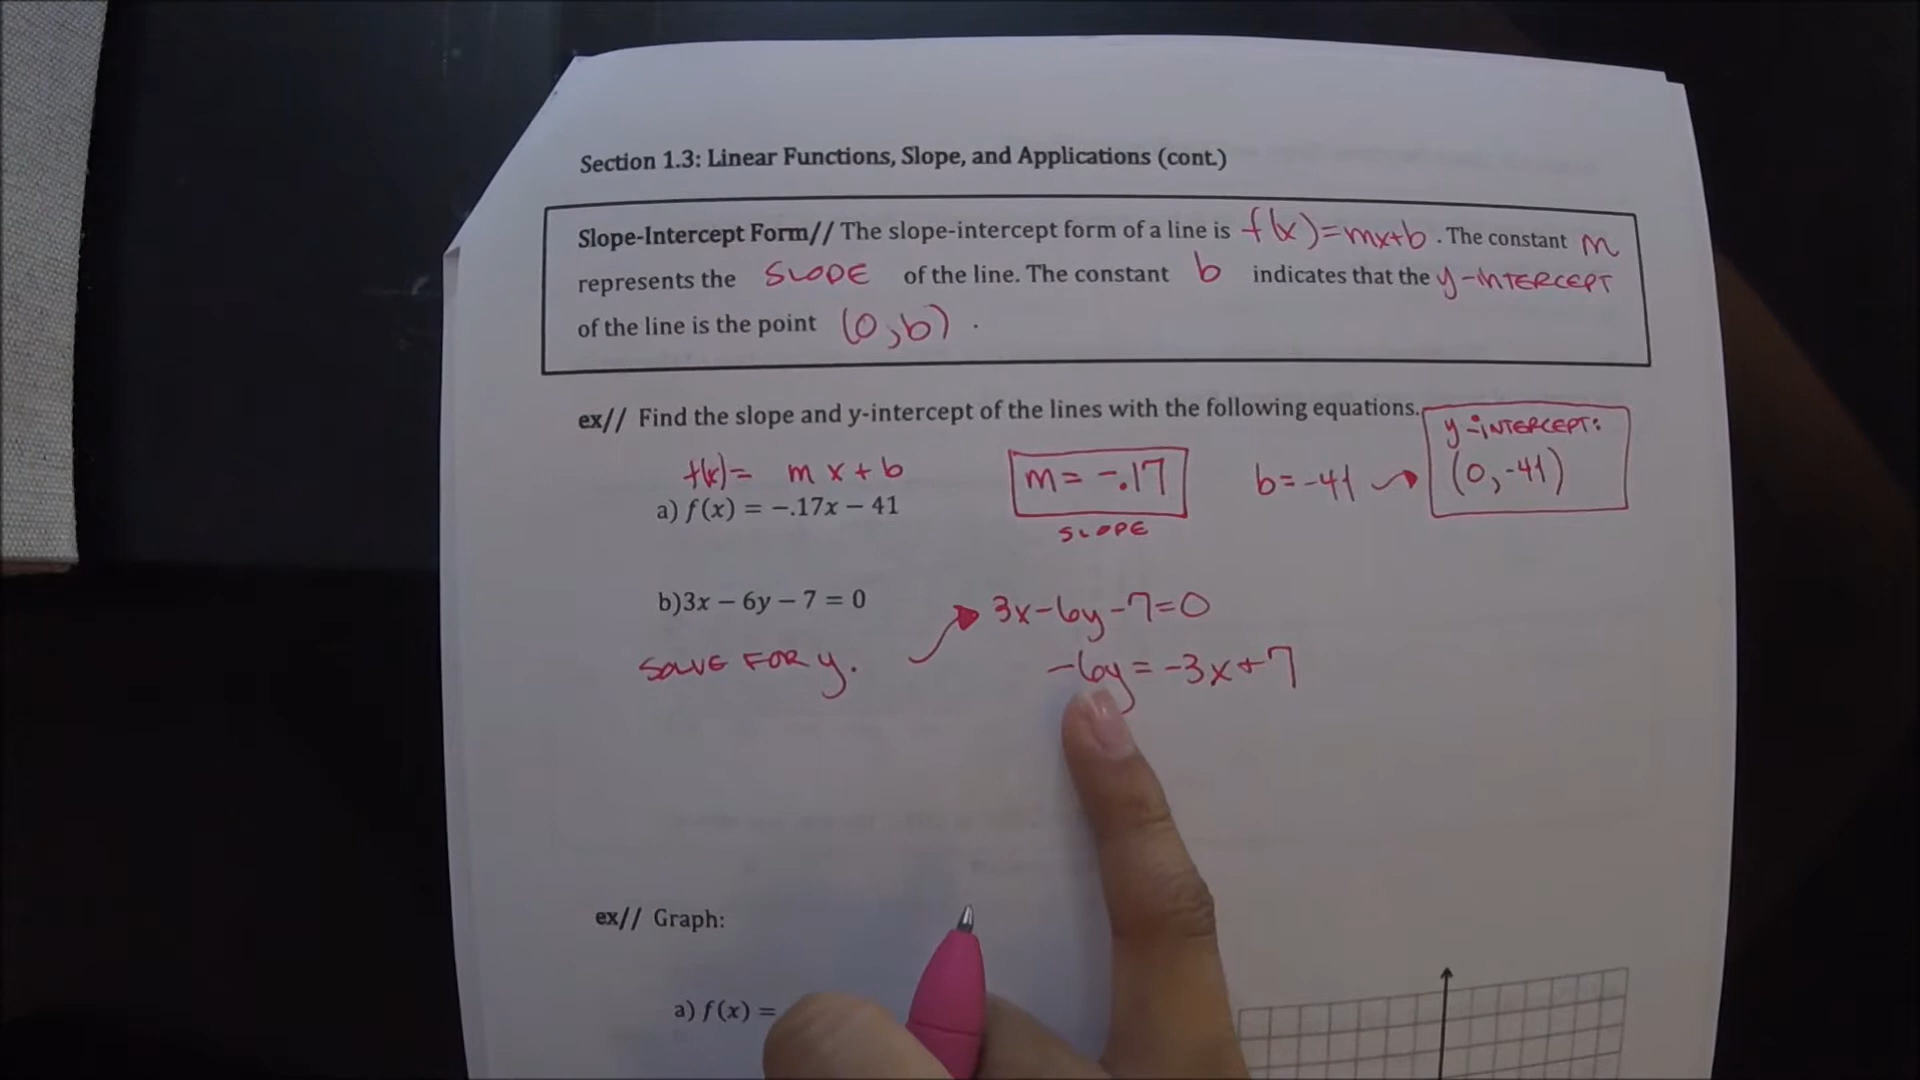 Section 1.3: Linear Functions, Slope, and Applications (cont.)
Slope-Intercept Form// The slope-intercept form of a line is f(x)=mx+b. The constant m
represents the SLOPE of the line. The constant b indicates that the y-INTERCEPT
of the line is the point (0,b).
ex// Find the slope and y-intercept of the lines with the following equations.
f(x)= mx+b
a) f(x) = −.17x − 41
m=-.17
SLOPE
b=-41
y-INTERCEPT:
(0,-41)
b)3x − 6y − 7 = 0
SOLVE FOR y.
3x-6y-7=0
-6y=-3x+7
ex// Graph:
a) f(x) =